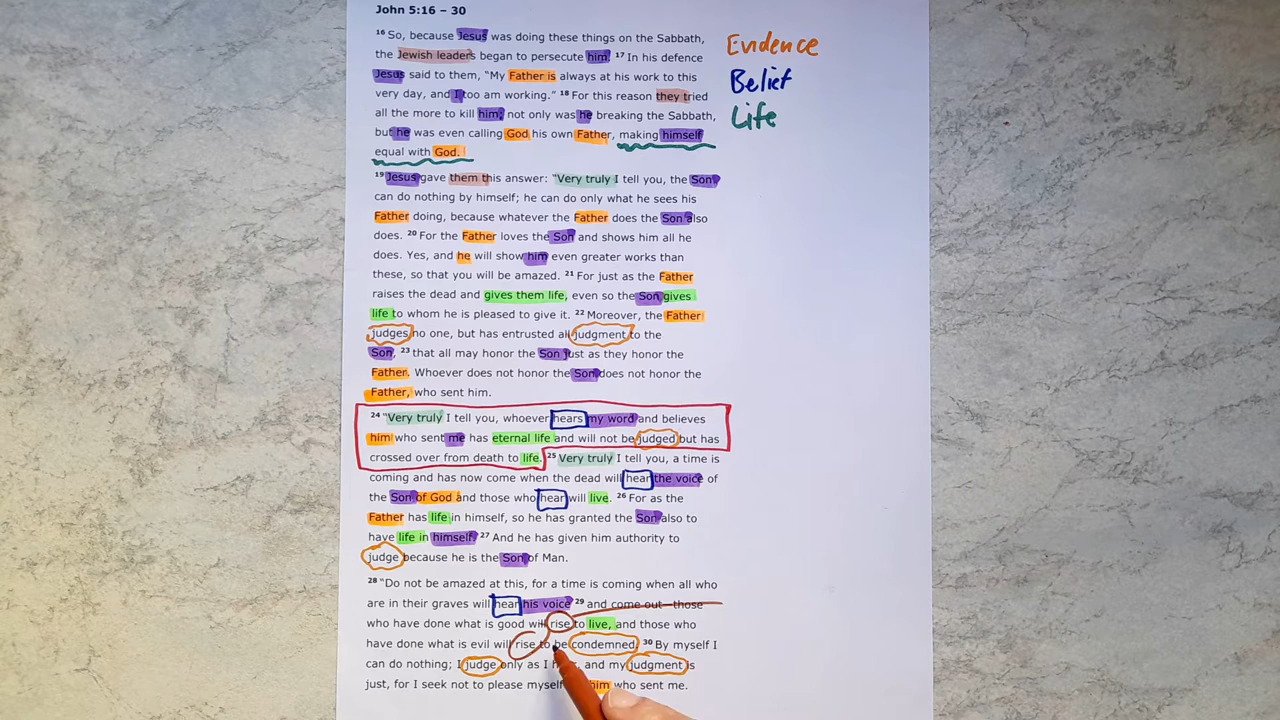 John 5:16 – 30
16 So, because Jesus was doing these things on the Sabbath,
the Jewish leaders began to persecute him. 17 In his defence
Jesus said to them, “My Father is always at his work to this
very day, and I too am working.” 18 For this reason they tried
all the more to kill him; not only was he breaking the Sabbath,
but he was even calling God his own Father, making himself
equal with God.
19 Jesus gave them this answer: “Very truly I tell you, the Son
can do nothing by himself; he can do only what he sees his
Father doing, because whatever the Father does the Son also
does. 20 For the Father loves the Son and shows him all he
does. Yes, and he will show him even greater works than
these, so that you will be amazed. 21 For just as the Father
raises the dead and gives them life, even so the Son gives
life to whom he is pleased to give it. 22 Moreover, the Father
judges no one, but has entrusted all judgment to the
Son, 23 that all may honor the Son just as they honor the
Father. Whoever does not honor the Son does not honor the
Father, who sent him.
24 “Very truly I tell you, whoever hears my word and believes
him who sent me has eternal life and will not be judged but has
crossed over from death to life. 25 Very truly I tell you, a time is
coming and has now come when the dead will hear the voice of
the Son of God and those who hear will live. 26 For as the
Father has life in himself, so he has granted the Son also to
have life in himself. 27 And he has given him authority to
judge because he is the Son of Man.
28 “Do not be amazed at this, for a time is coming when all who
are in their graves will hear his voice 29 and come out—those
who have done what is good will rise to live, and those who
have done what is evil will rise to be condemned. 30 By myself I
can do nothing; I judge only as I and my judgment is
just, for I seek not to please myself him who sent me.
Evidence
Belief
Life